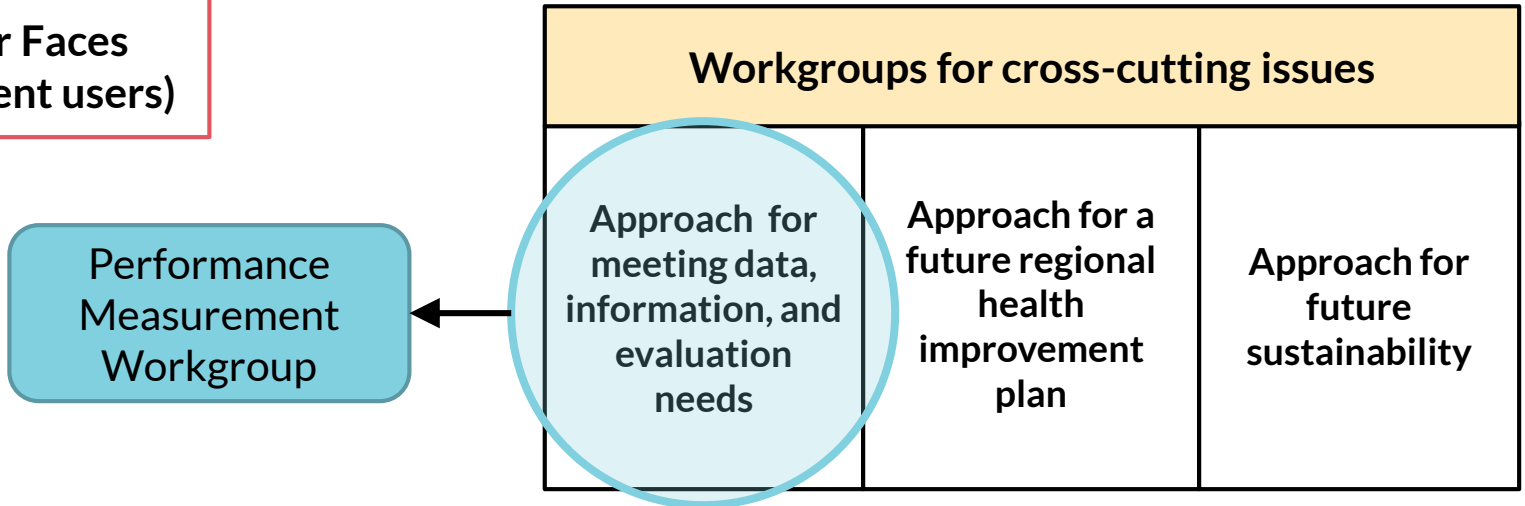 r Faces
ent users)
Workgroups for cross-cutting issues
Performance
Measurement
Workgroup
Approach for
meeting data,
information, and
evaluation
needs
Approach for a
future regional
health
improvement
plan
Approach for
future
sustainability